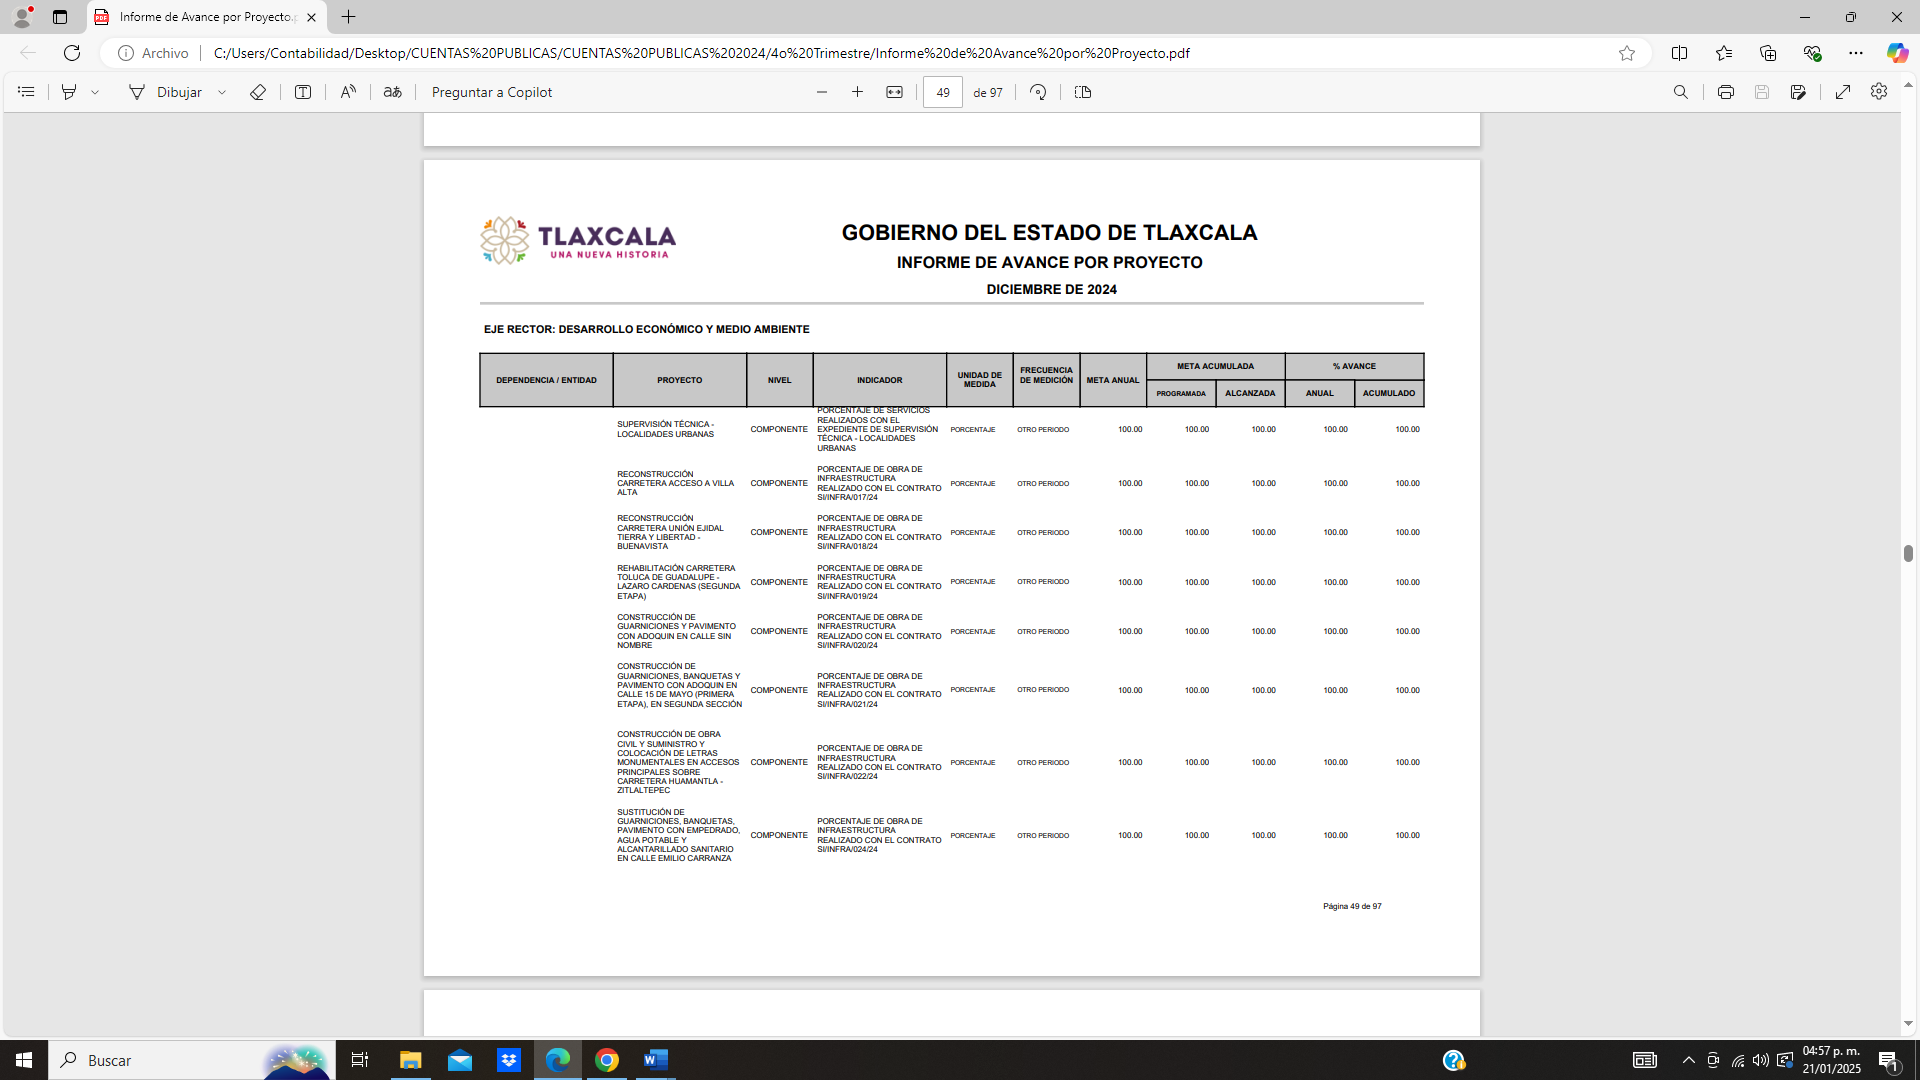 Informe de Avance por Proyecto.p
Archivo
C:/Users/Contabilidad/Desktop/CUENTAS%20PUBLICAS/CUENTAS%20PUBLICAS%202024/4o%20Trimestre/Informe%20de%20Avance%20por%20Proyecto.pdf
Dibujar
Preguntar a Copilot
49 de 97
TLAXCALA
UNA NUEVA HISTORIA
GOBIERNO DEL ESTADO DE TLAXCALA
INFORME DE AVANCE POR PROYECTO
DICIEMBRE DE 2024
EJE RECTOR: DESARROLLO ECONÓMICO Y MEDIO AMBIENTE
DEPENDENCIA / ENTIDAD
PROYECTO
NIVEL
INDICADOR
UNIDAD DE
MEDIDA
FRECUENCIA
DE MEDICIÓN
META ANUAL
META ACUMULADA
PROGRAMADA
ALCANZADA
% AVANCE
ANUAL
ACUMULADO
SUPERVISIÓN TÉCNICA -
LOCALIDADES URBANAS
COMPONENTE
PORCENTAJE DE SERVICIOS
REALIZADOS CON EL
EXPEDIENTE DE SUPERVISIÓN
TÉCNICA - LOCALIDADES
URBANAS
PORCENTAJE
OTRO PERIODO
100.00 100.00 100.00 100.00 100.00
RECONSTRUCCIÓN
CARRETERA ACCESO A VILLA
ALTA
COMPONENTE
PORCENTAJE DE OBRA DE
INFRAESTRUCTURA
REALIZADO CON EL CONTRATO
SI/INFRA/017/24
PORCENTAJE
OTRO PERIODO
100.00 100.00 100.00 100.00 100.00
RECONSTRUCCIÓN
CARRETERA UNIÓN EJIDAL
TIERRA Y LIBERTAD -
BUENAVISTA
COMPONENTE
PORCENTAJE DE OBRA DE
INFRAESTRUCTURA
REALIZADO CON EL CONTRATO
SI/INFRA/018/24
PORCENTAJE
OTRO PERIODO
100.00 100.00 100.00 100.00 100.00
REHABILITACIÓN CARRETERA
TOLUCA DE GUADALUPE -
LAZARO CARDENAS (SEGUNDA
ETAPA)
COMPONENTE
PORCENTAJE DE OBRA DE
INFRAESTRUCTURA
REALIZADO CON EL CONTRATO
SI/INFRA/019/24
PORCENTAJE
OTRO PERIODO
100.00 100.00 100.00 100.00 100.00
CONSTRUCCIÓN DE
GUARNICIONES Y PAVIMENTO
CON ADOQUIN EN CALLE SIN
NOMBRE
COMPONENTE
PORCENTAJE DE OBRA DE
INFRAESTRUCTURA
REALIZADO CON EL CONTRATO
SI/INFRA/020/24
PORCENTAJE
OTRO PERIODO
100.00 100.00 100.00 100.00 100.00
CONSTRUCCIÓN DE
GUARNICIONES, BANQUETAS Y
PAVIMENTO CON ADOQUIN EN
CALLE 15 DE MAYO (PRIMERA
ETAPA), EN SEGUNDA SECCIÓN
COMPONENTE
PORCENTAJE DE OBRA DE
INFRAESTRUCTURA
REALIZADO CON EL CONTRATO
SI/INFRA/021/24
PORCENTAJE
OTRO PERIODO
100.00 100.00 100.00 100.00 100.00
CONSTRUCCIÓN DE OBRA
CIVIL Y SUMINISTRO Y
COLOCACIÓN DE LETRAS
MONUMENTALES EN ACCESOS
PRINCIPALES SOBRE
CARRETERA HUAMANTLA -
ZITLALTEPEC
COMPONENTE
PORCENTAJE DE OBRA DE
INFRAESTRUCTURA
REALIZADO CON EL CONTRATO
SI/INFRA/022/24
PORCENTAJE
OTRO PERIODO
100.00 100.00 100.00 100.00 100.00
SUSTITUCIÓN DE
GUARNICIONES, BANQUETAS,
PAVIMENTO CON EMPEDRADO,
AGUA POTABLE Y
ALCANTARILLADO SANITARIO
EN CALLE EMILIO CARRANZA
COMPONENTE
PORCENTAJE DE OBRA DE
INFRAESTRUCTURA
REALIZADO CON EL CONTRATO
SI/INFRA/024/24
PORCENTAJE
OTRO PERIODO
100.00 100.00 100.00 100.00 100.00
Página 49 de 97
Buscar
04:57 p. m.
21/01/2025
1